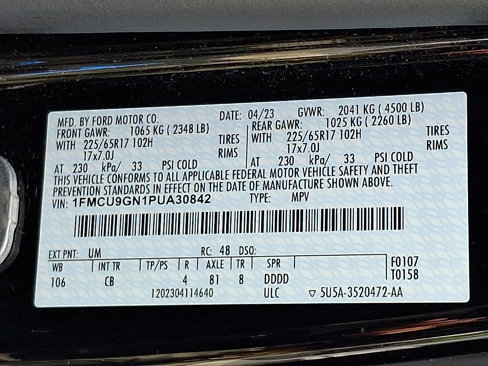 MFD. BY FORD MOTOR CO. DATE: 04/23 GVWR: 2041 KG ( 4500 LB)
FRONT GAWR: 1065 KG ( 2348 LB) REAR GAWR: 1025 KG ( 2260 LB)
225/65R17 102H TIRES 225/65R17 102H TIRES
17x7.0J RIMS 17x7.0J RIMS
AT 230 kPa/ 33 PSI COLD AT 230 kPa/ 33 PSI COLD
THIS VEHICLE CONFORMS TO ALL APPLICABLE FEDERAL MOTOR VEHICLE SAFETY AND THEFT
PREVENTION STANDARDS IN EFFECT ON THE DATE OF MANUFACTURE SHOWN ABOVE.
VIN: 1FMCU9GN1PUA30842 TYPE: MPV
EXT PNT: UM RC: 48 DSO:
WB INT TR TP/PS R AXLE TR SPR F0107
106 CB 4 81 8 DDDD T0158
1202304114640 ULC ▽ 5U5A-3520472-AA